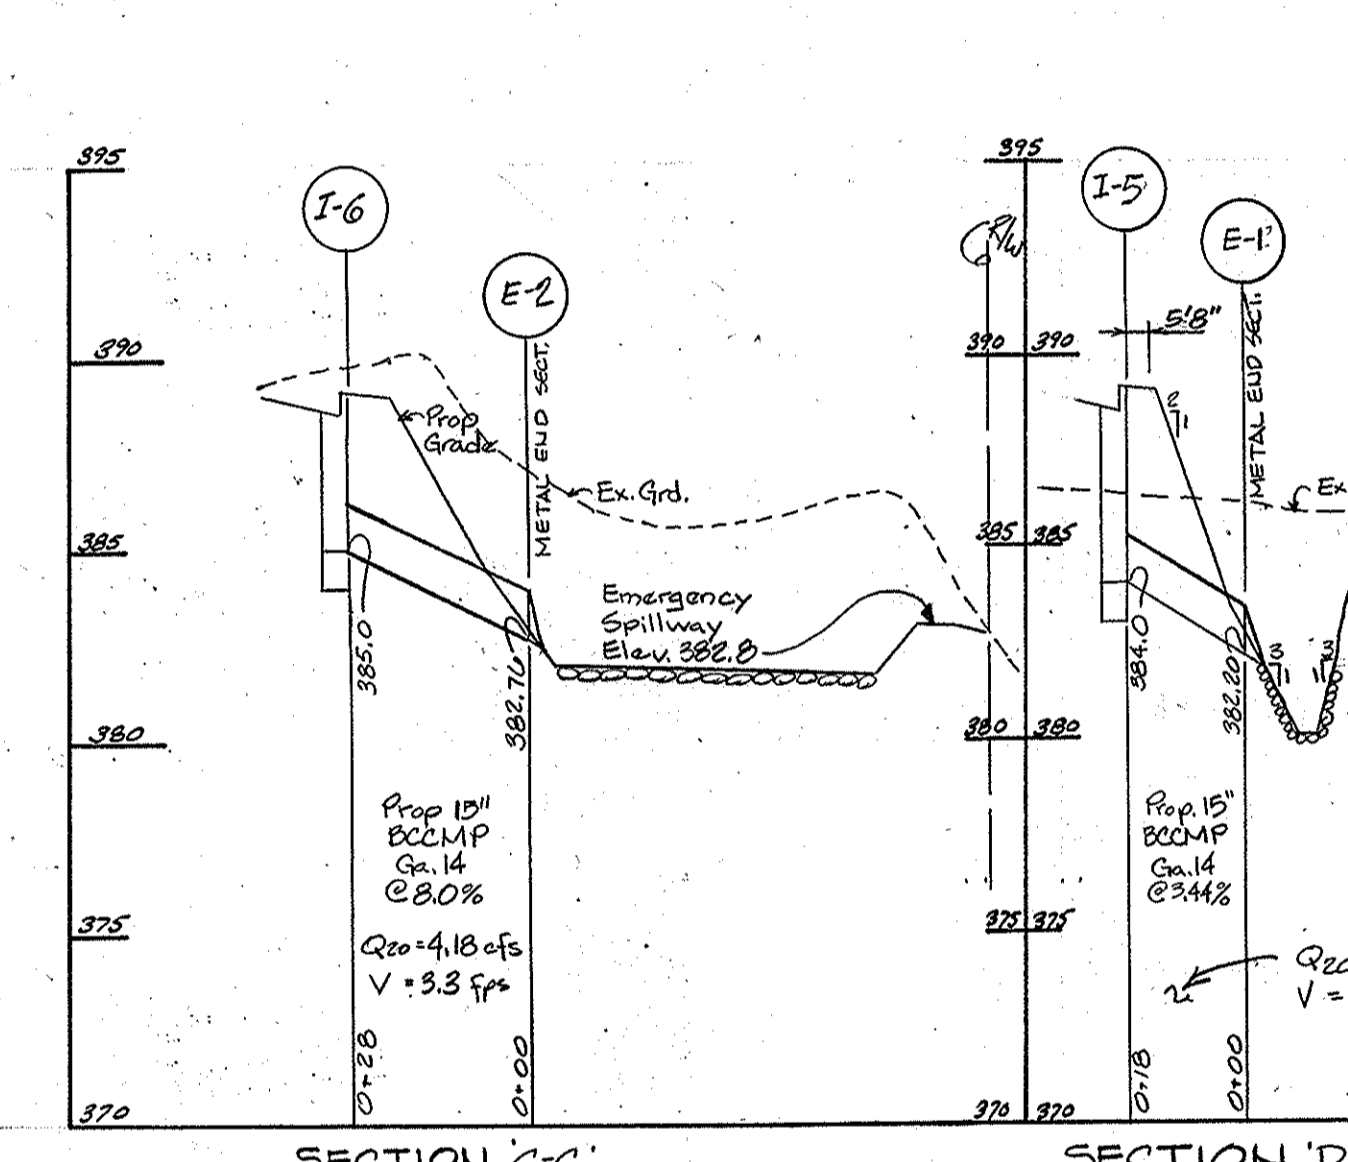 395
I-6
E-2
390
Prop.
Grade
METAL END SECT.
Ex. Grd.
385
Emergency
Spillway
Elev. 382.8
385.0
382.76
380
Prop 15"
BCCMP
Ga. 14
@ 8.0%
375
Q20 = 4.18 cfs
V = 3.3 fps
0+28
0+00
370
SECTION 'C-C'
395
R/W
I-5
E-1
5'8"
390 390
2
1
METAL END SECT.
Ex
385 385
384.0
382.20
3
1
3
1
380 380
Prop. 15"
BCCMP
Ga. 14
@ 3.44%
375 375
Q20
V =
0+18
0+00
370 370
SECTION 'D